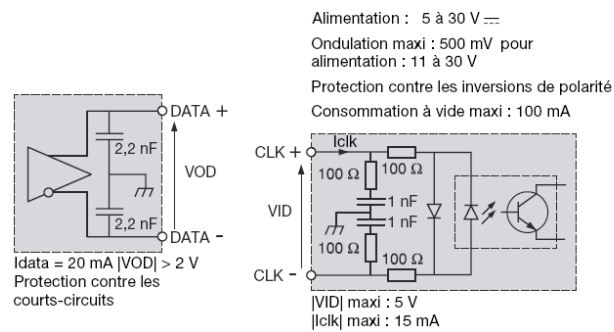 Alimentation : 5 à 30 V ⎓
Ondulation maxi : 500 mV pour
alimentation : 11 à 30 V
Protection contre les inversions de polarité
Consommation à vide maxi : 100 mA
DATA +
2,2 nF
VOD
2,2 nF
DATA -
Idata = 20 mA |VOD| > 2 V
Protection contre les
courts-circuits
CLK +
Iclk
100 Ω
100 Ω
1 nF
VID
1 nF
100 Ω
100 Ω
CLK -
|VID| maxi : 5 V
|Iclk| maxi : 15 mA